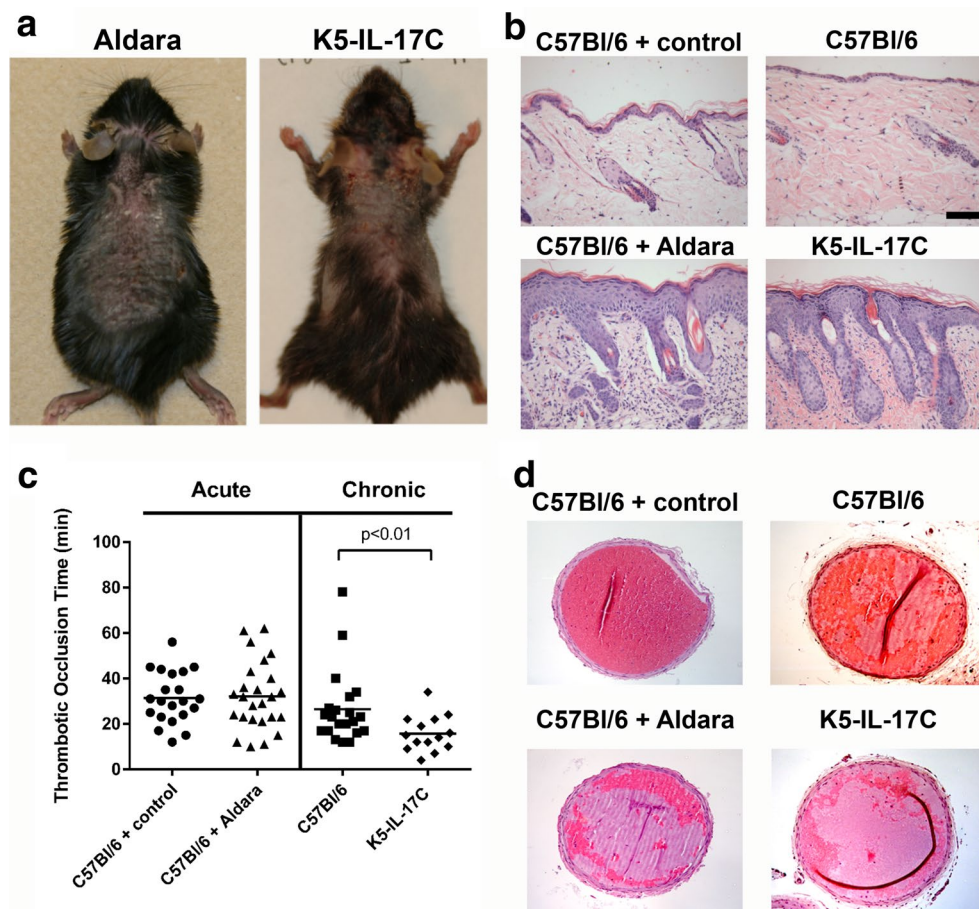 a
Aldara K5-IL-17C
b
C57Bl/6 + control C57Bl/6
C57Bl/6 + Aldara K5-IL-17C
c
Acute Chronic
Thrombotic Occlusion Time (min)
100
80
60
40
20
0
p<0.01
C57Bl/6 + control
C57Bl/6 + Aldara
C57Bl/6
K5-IL-17C
d
C57Bl/6 + control C57Bl/6
C57Bl/6 + Aldara K5-IL-17C